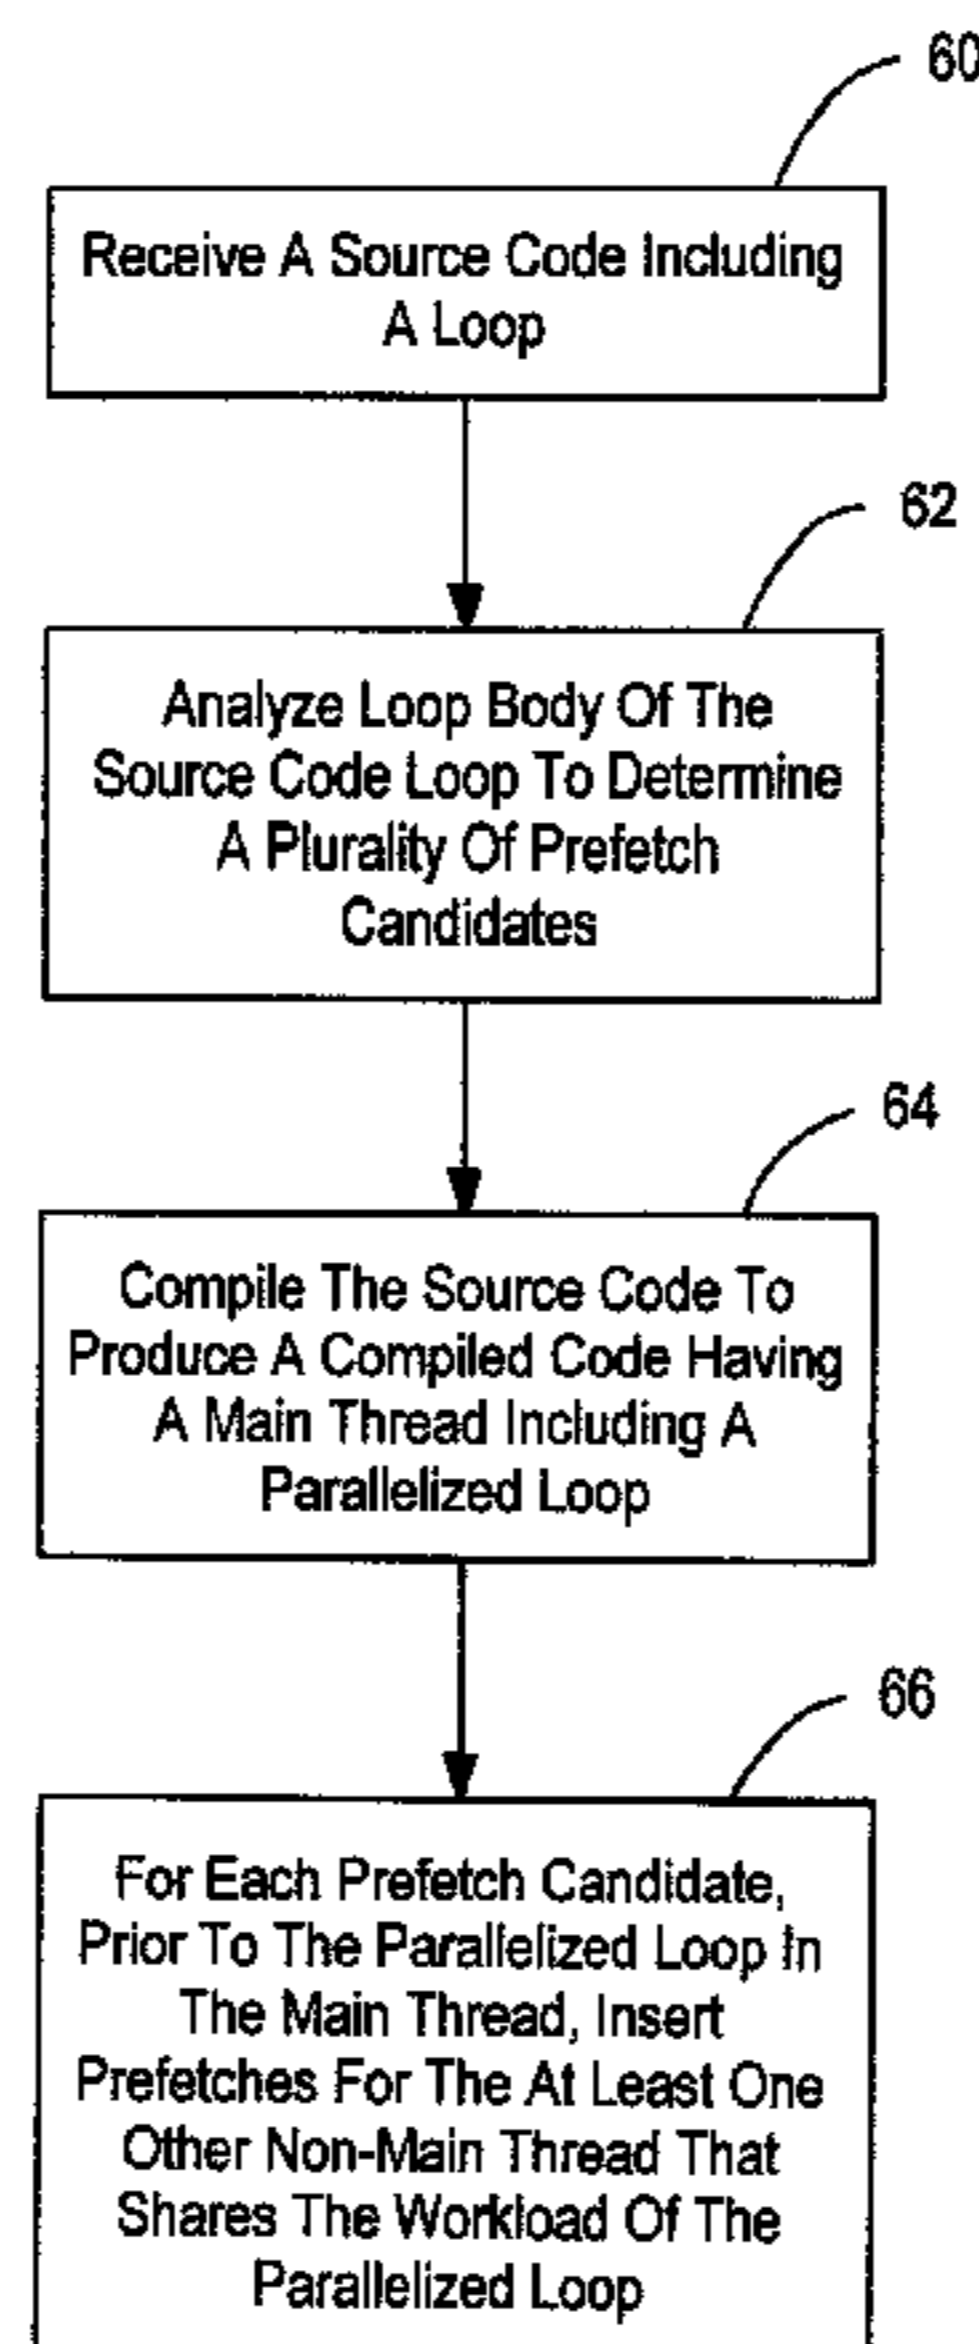 60
Receive A Source Code Including
A Loop
62
Analyze Loop Body Of The
Source Code Loop To Determine
A Plurality Of Prefetch
Candidates
64
Compile The Source Code To
Produce A Compiled Code Having
A Main Thread Including A
Parallelized Loop
66
For Each Prefetch Candidate,
Prior To The Parallelized Loop In
The Main Thread, Insert
Prefetches For The At Least One
Other Non-Main Thread That
Shares The Workload Of The
Parallelized Loop